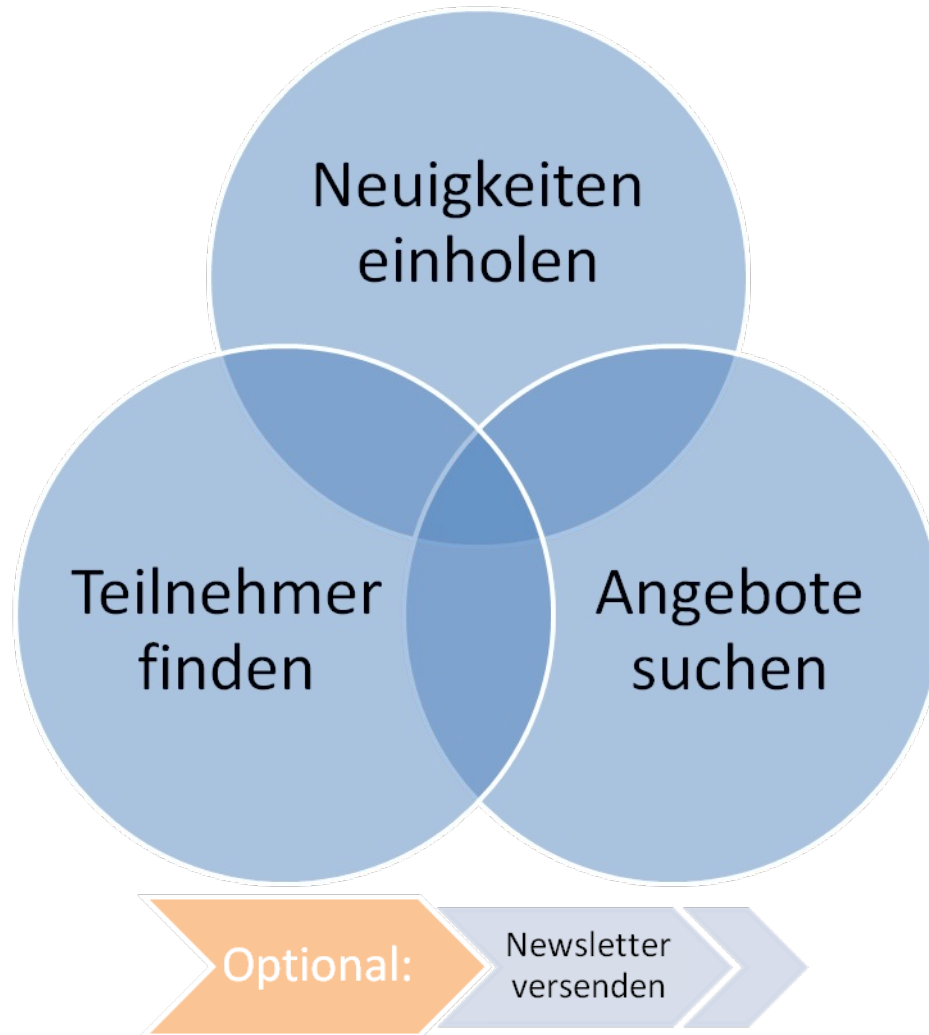 Neuigkeiten
einholen
Teilnehmer
finden
Angebote
suchen
Optional:
Newsletter
versenden